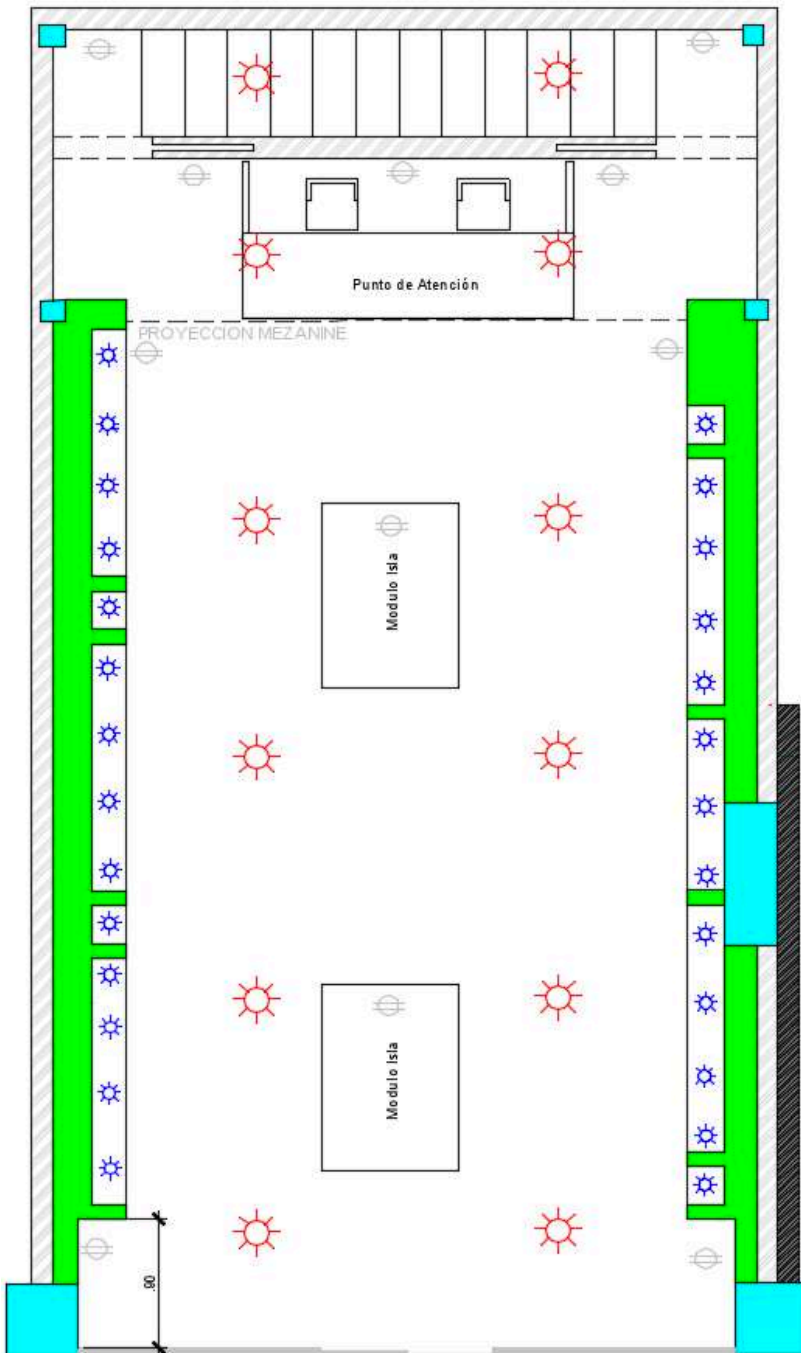 Punto de Atención
PROYECCION MEZANINE
Modulo Isla
Modulo Isla
.90